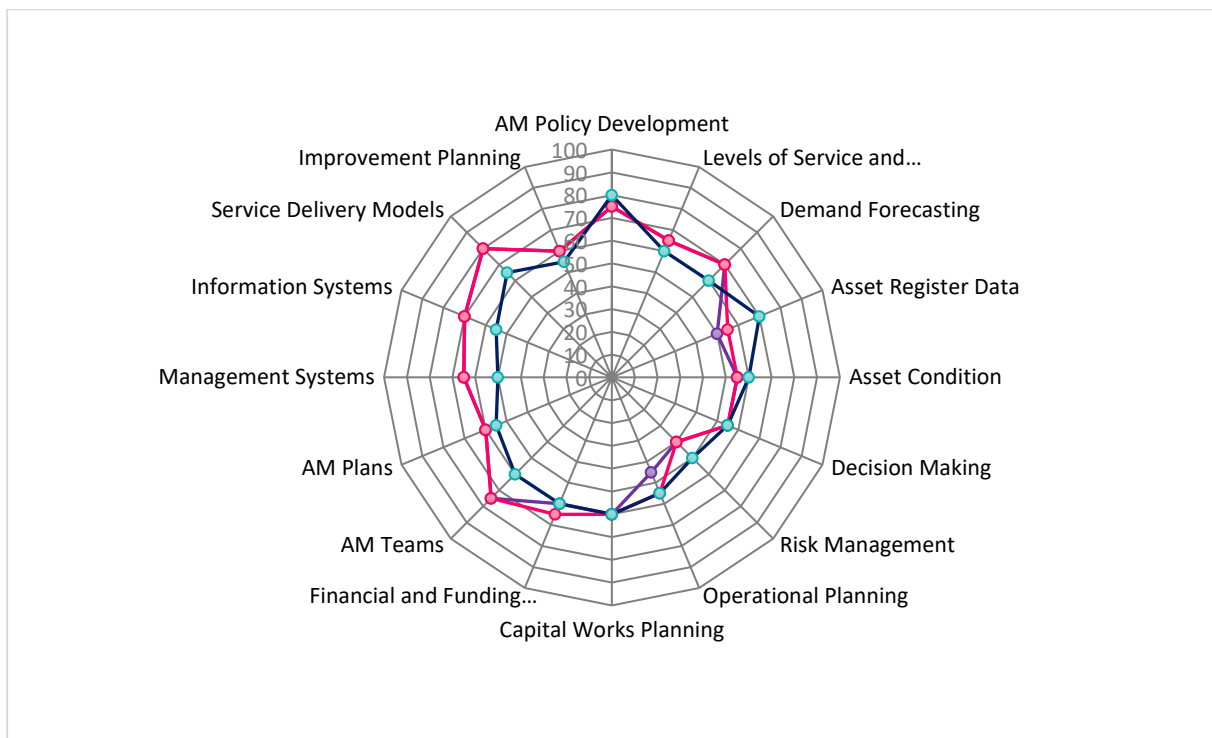 AM Policy Development
Levels of Service and...
Demand Forecasting
Asset Register Data
Asset Condition
Decision Making
Risk Management
Operational Planning
Capital Works Planning
Financial and Funding...
AM Teams
AM Plans
Management Systems
Information Systems
Service Delivery Models
Improvement Planning
100
90
80
70
60
50
40
30
20
10
0